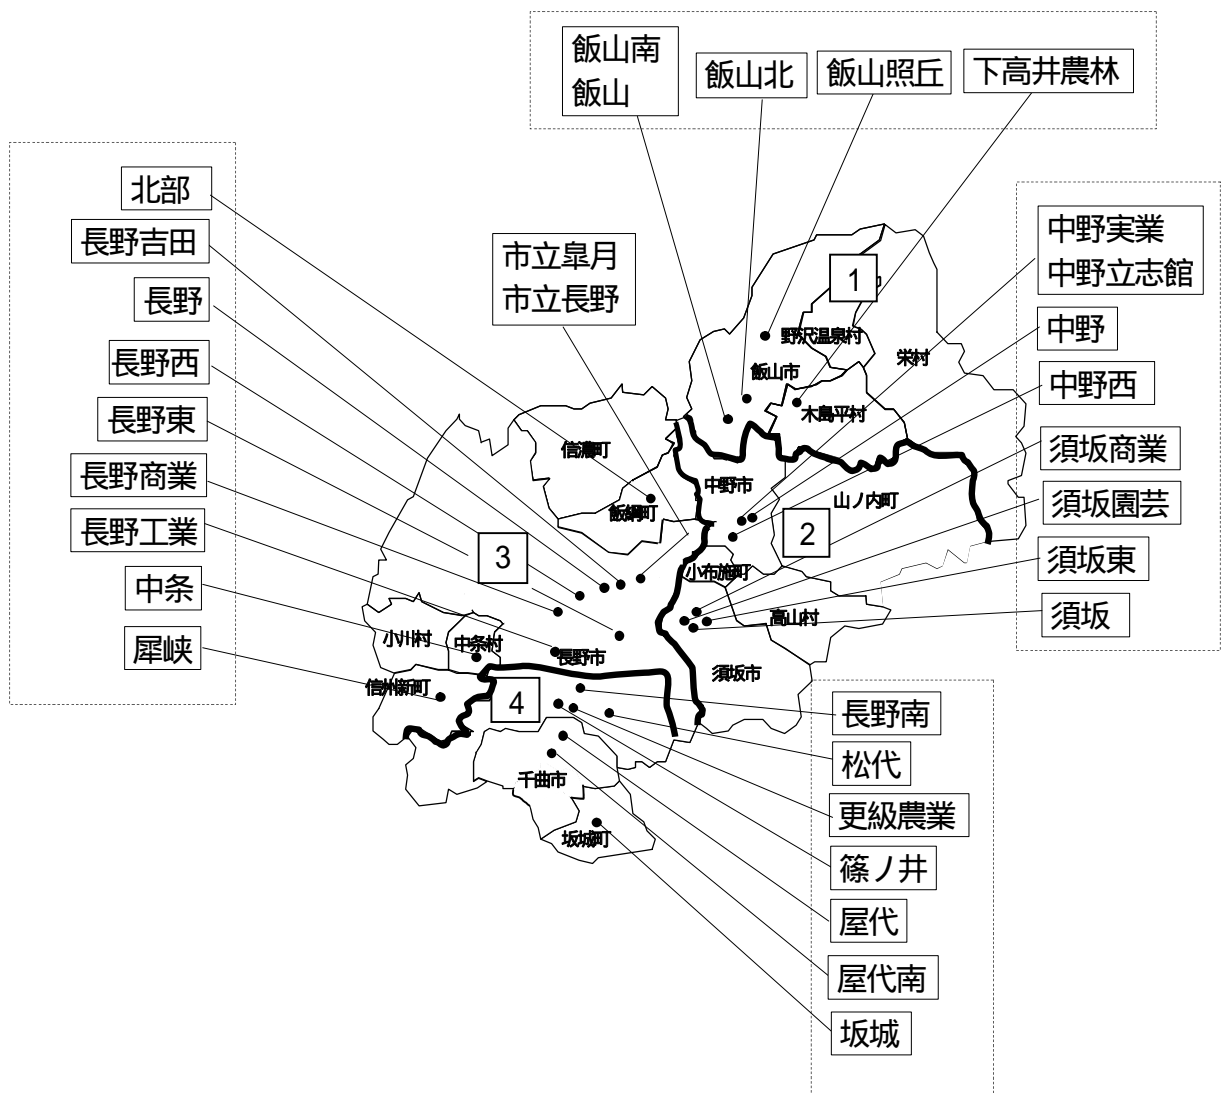 飯山南
飯山
飯山北
飯山照丘
下高井農林
北部
長野吉田
長野
長野西
長野東
長野商業
長野工業
中条
犀峡
市立皐月
市立長野
中野実業
中野立志館
中野
中野西
須坂商業
須坂園芸
須坂東
須坂
1
野沢温泉村
栄村
飯山市
木島平村
信濃町
中野市
山ノ内町
飯綱町
2
3
小布施町
高山村
小川村
中条村
長野市
須坂市
信州新町
4
千曲市
坂城町
長野南
松代
更級農業
篠ノ井
屋代
屋代南
坂城